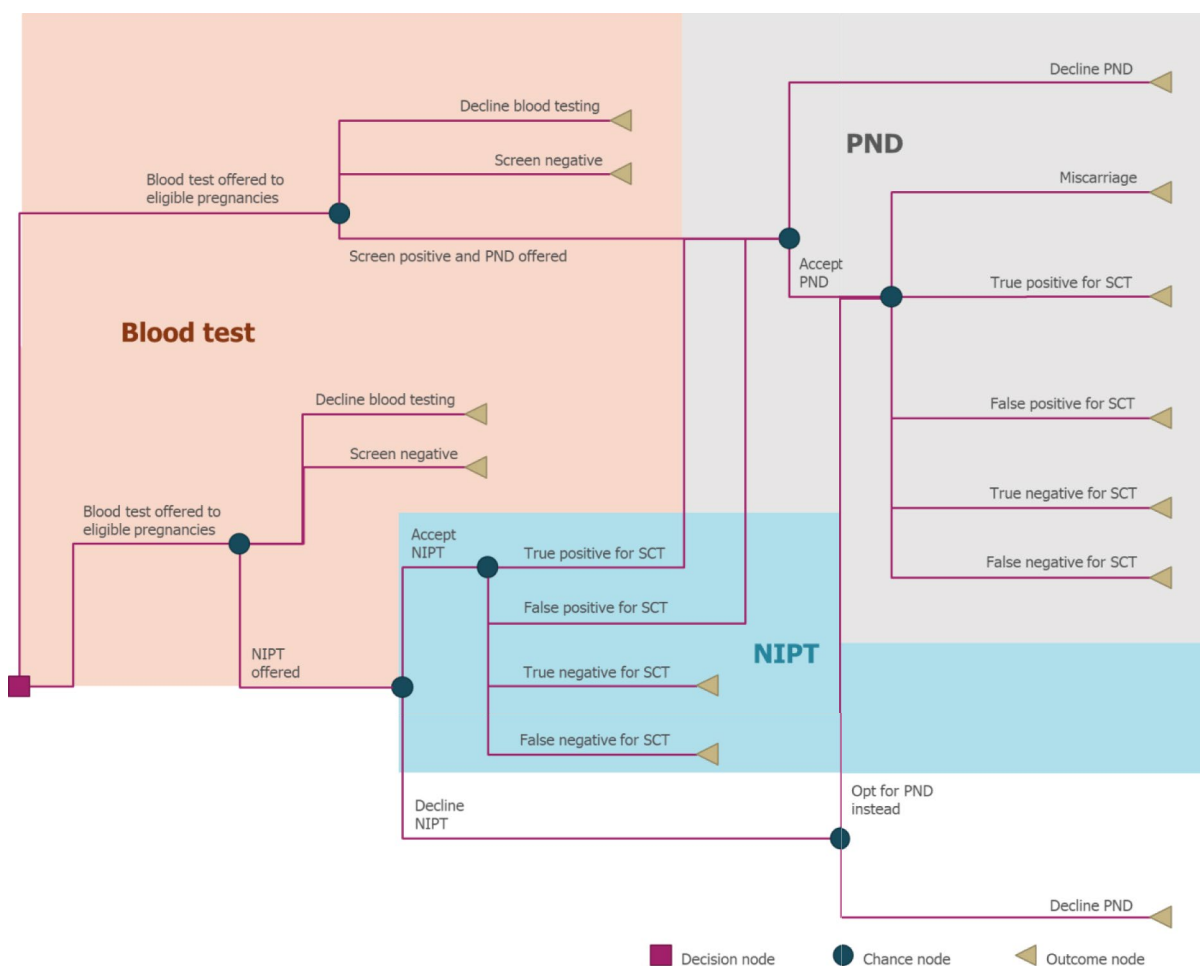 Decline PND
Decline blood testing
PND
Screen negative
Blood test offered to
eligible pregnancies
Miscarriage
Screen positive and PND offered
Accept
PND
True positive for SCT
Blood test
Decline blood testing
False positive for SCT
Screen negative
Blood test offered to
eligible pregnancies
True negative for SCT
Accept
NIPT
True positive for SCT
False negative for SCT
False positive for SCT
NIPT
NIPT
offered
True negative for SCT
False negative for SCT
Opt for PND
instead
Decline
NIPT
Decline PND
Decision node
Chance node
Outcome node